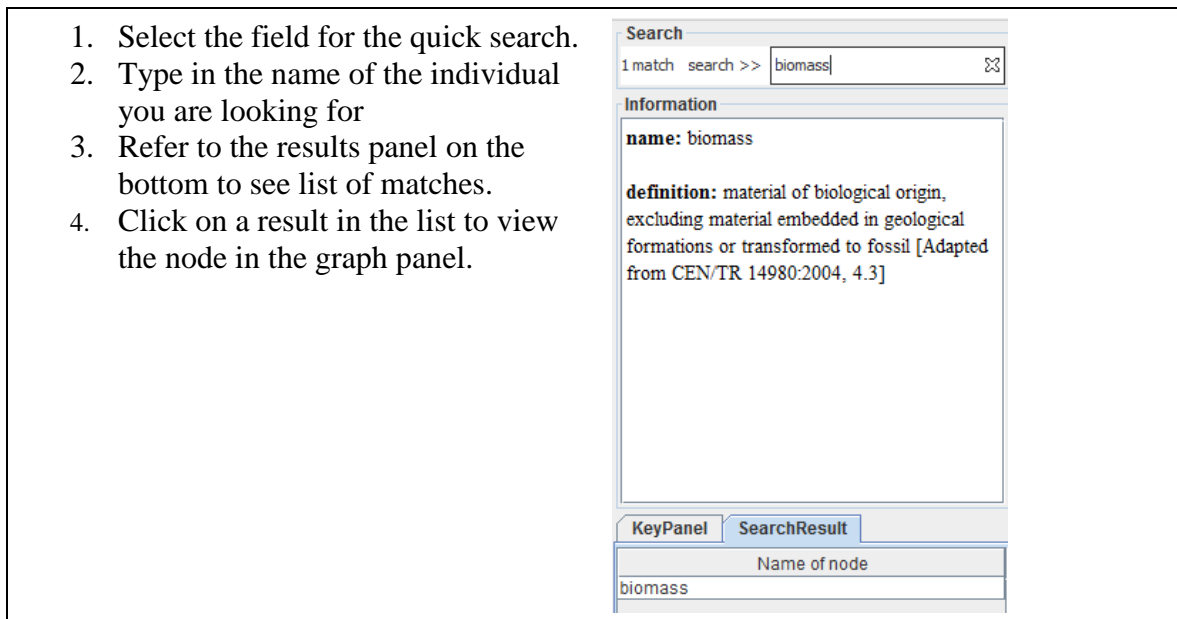 1. Select the field for the quick search.
2. Type in the name of the individual
you are looking for
3. Refer to the results panel on the
bottom to see list of matches.
4. Click on a result in the list to view
the node in the graph panel.
Search
1 match search >> biomass
Information
name: biomass
definition: material of biological origin,
excluding material embedded in geological
formations or transformed to fossil [Adapted
from CEN/TR 14980:2004, 4.3]
KeyPanel SearchResult
Name of node
biomass